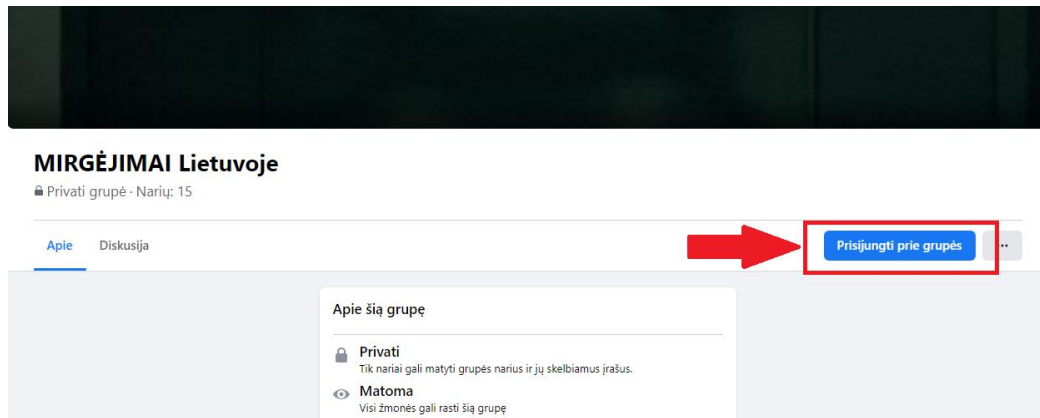 MIRGĖJIMAI Lietuvoje
Privati grupė · Narių: 15
Apie Diskusija Prisijungti prie grupės ...
Apie šią grupę
Privati
Tik nariai gali matyti grupės narius ir jų skelbiamus įrašus.
Matoma
Visi žmonės gali rasti šią grupę